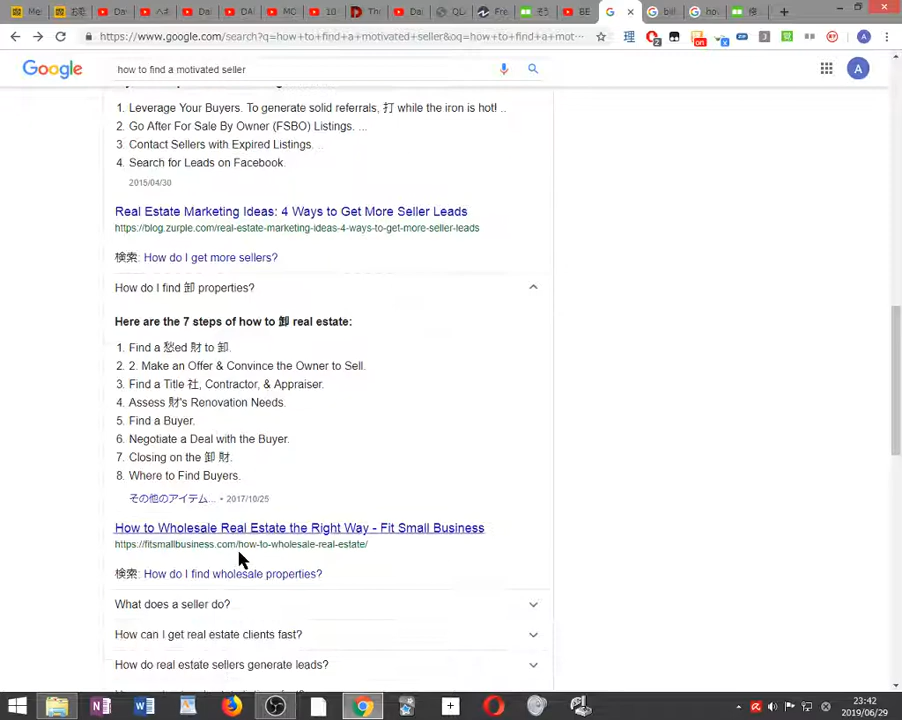 https://www.google.com/search?q=how+to+find+a+motivated+seller&oq=how+to+find+a+mot...
Google
how to find a motivated seller
A
1. Leverage Your Buyers. To generate solid referrals, 打 while the iron is hot! ..
2. Go After For Sale By Owner (FSBO) Listings. ...
3. Contact Sellers with Expired Listings. ..
4. Search for Leads on Facebook.
2015/04/30
Real Estate Marketing Ideas: 4 Ways to Get More Seller Leads
https://blog.zurple.com/real-estate-marketing-ideas-4-ways-to-get-more-seller-leads
検索: How do I get more sellers?
How do I find 卸 properties?
Here are the 7 steps of how to 卸 real estate:
1. Find a 愁ed 財 to 卸.
2. 2. Make an Offer & Convince the Owner to Sell.
3. Find a Title 社, Contractor, & Appraiser.
4. Assess 財's Renovation Needs.
5. Find a Buyer.
6. Negotiate a Deal with the Buyer.
7. Closing on the 卸 財.
8. Where to Find Buyers.
その他のアイテム... • 2017/10/25
How to Wholesale Real Estate the Right Way - Fit Small Business
https://fitsmallbusiness.com/how-to-wholesale-real-estate/
検索: How do I find wholesale properties?
What does a seller do?
How can I get real estate clients fast?
How do real estate sellers generate leads?
23:42
2019/06/29